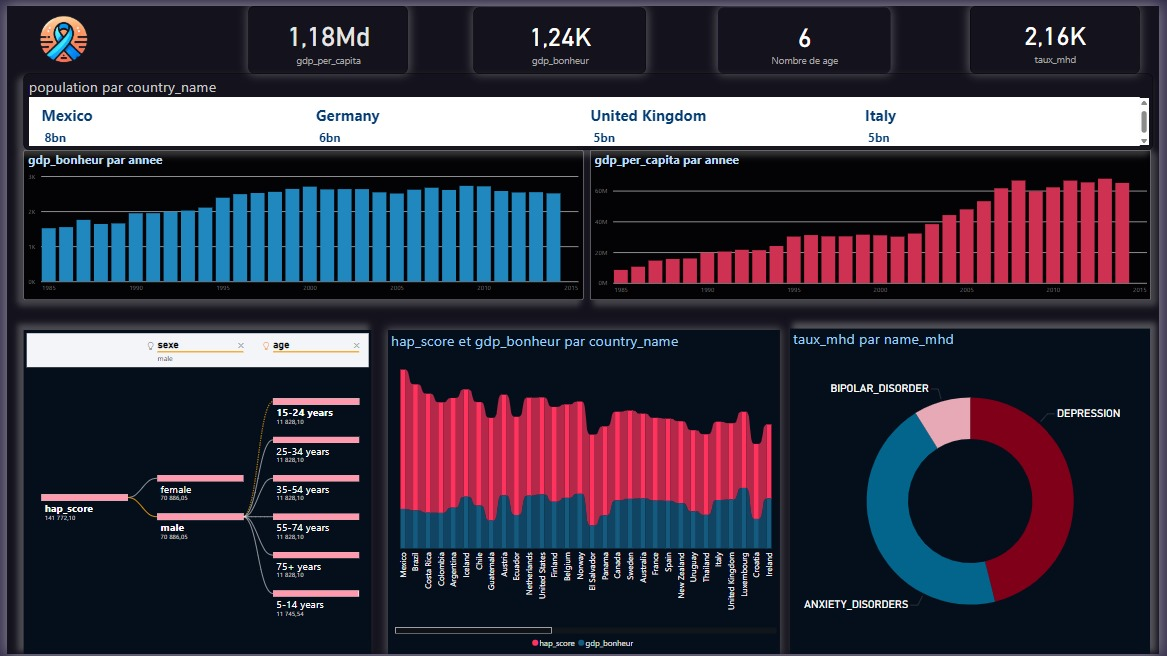 1,18Md
gdp_per_capita
1,24K
gdp_bonheur
6
Nombre de age
2,16K
taux_mhd
population par country_name
Mexico
8bn
Germany
6bn
United Kingdom
5bn
Italy
5bn
gdp_bonheur par annee
3K
2K
1K
0K
1985
1990
1995
2000
2005
2010
2015
gdp_per_capita par annee
60M
40M
20M
0M
1985
1990
1995
2000
2005
2010
2015
sexe
male
age
hap_score
141 772,10
female
70 886,05
male
70 886,05
15-24 years
11 828,10
25-34 years
11 828,10
35-54 years
11 828,10
55-74 years
11 828,10
75+ years
11 828,10
5-14 years
11 745,54
hap_score et gdp_bonheur par country_name
Mexico
Brazil
Costa Rica
Colombia
Argentina
Iceland
Chile
Guatemala
Austria
Ecuador
Netherlands
United States
Finland
Belgium
Norway
El Salvador
Panama
Canada
Sweden
Australia
France
Spain
New Zealand
Uruguay
Thailand
Italy
United Kingdom
Luxembourg
Croatia
Ireland
hap_score
gdp_bonheur
taux_mhd par name_mhd
BIPOLAR_DISORDER
DEPRESSION
ANXIETY_DISORDERS